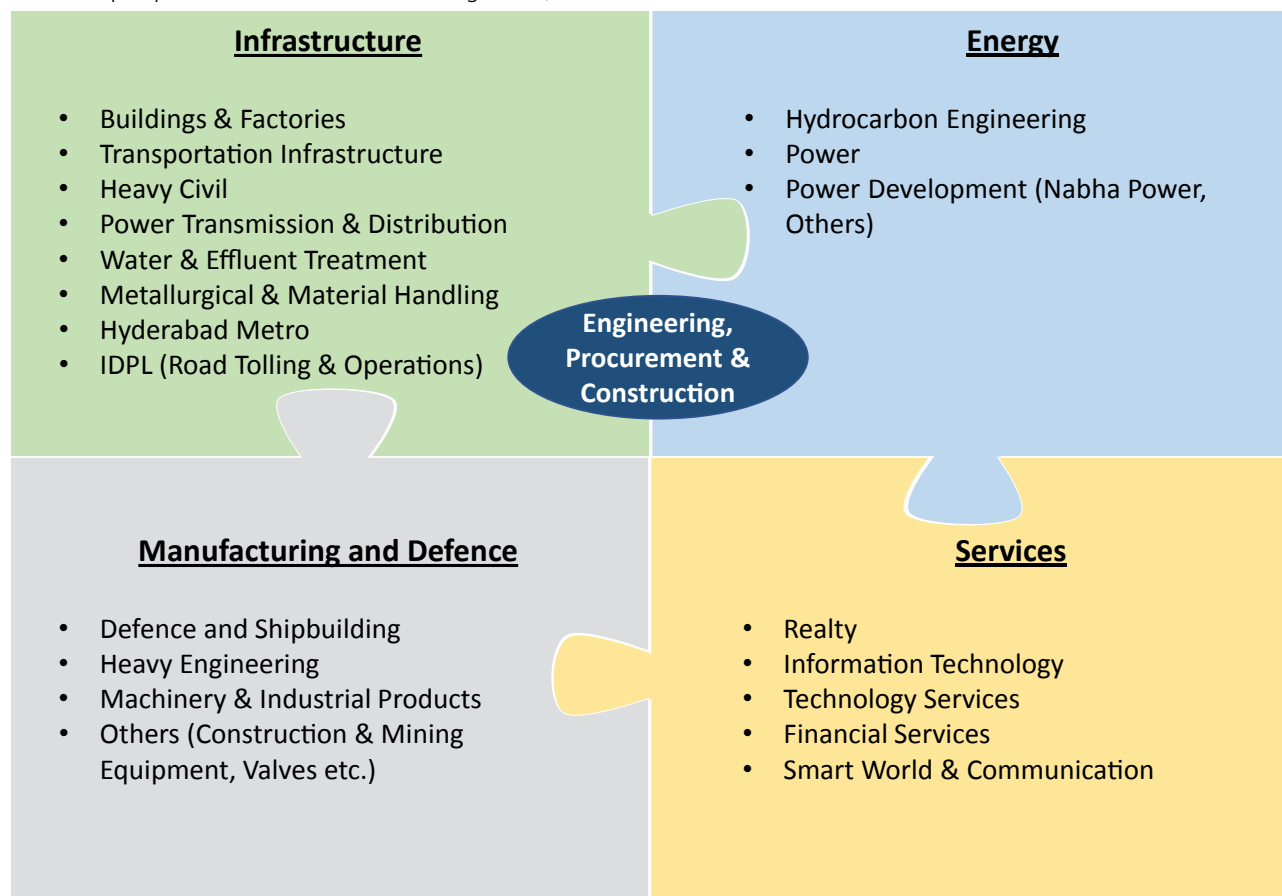 Infrastructure
• Buildings & Factories
• Transportation Infrastructure
• Heavy Civil
• Power Transmission & Distribution
• Water & Effluent Treatment
• Metallurgical & Material Handling
• Hyderabad Metro
• IDPL (Road Tolling & Operations)
Energy
• Hydrocarbon Engineering
• Power
• Power Development (Nabha Power,
Others)
Engineering,
Procurement &
Construction
Manufacturing and Defence
• Defence and Shipbuilding
• Heavy Engineering
• Machinery & Industrial Products
• Others (Construction & Mining
Equipment, Valves etc.)
Services
• Realty
• Information Technology
• Technology Services
• Financial Services
• Smart World & Communication